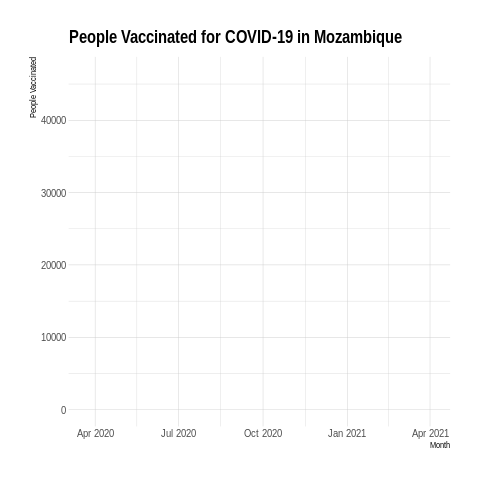 People Vaccinated for COVID-19 in Mozambique
People Vaccinated
40000
30000
20000
10000
0
Apr 2020
Jul 2020
Oct 2020
Jan 2021
Apr 2021
Month